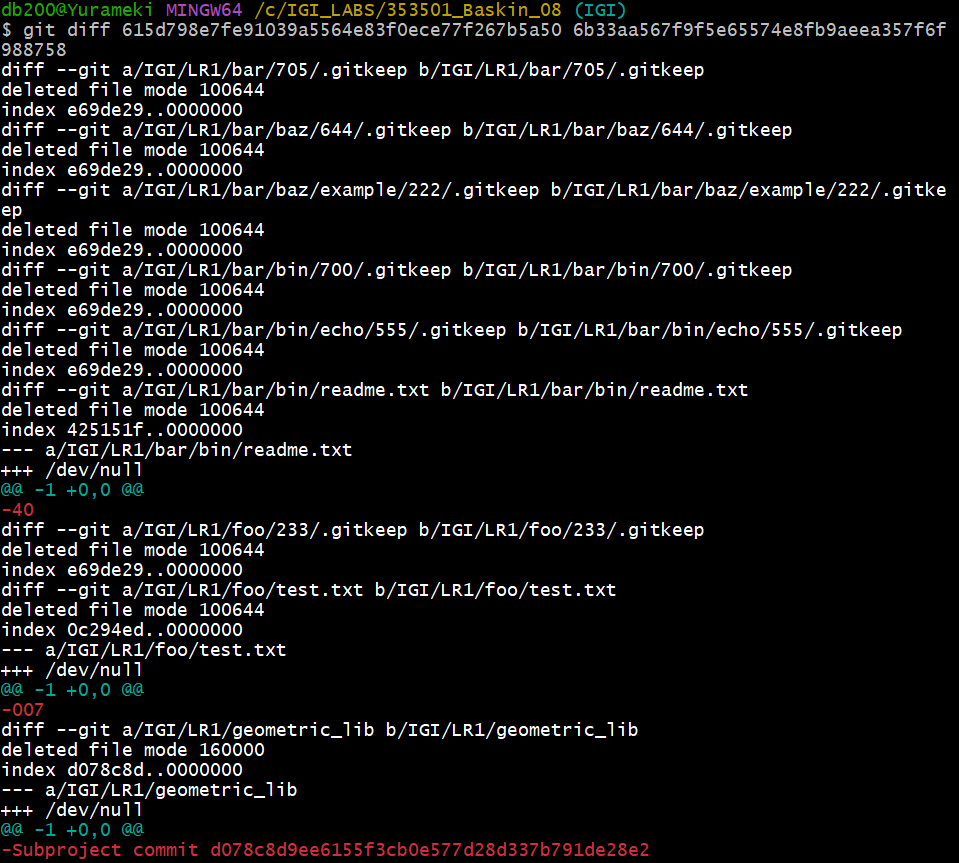 db200@Yurameki MINGW64 /c/IGI_LABS/353501_Baskin_08 (IGI)
$ git diff 615d798e7fe91039a5564e83f0ece77f267b5a50 6b33aa567f9f5e65574e8fb9aeea357f6f
988758
diff --git a/IGI/LR1/bar/705/.gitkeep b/IGI/LR1/bar/705/.gitkeep
deleted file mode 100644
index e69de29..0000000
diff --git a/IGI/LR1/bar/baz/644/.gitkeep b/IGI/LR1/bar/baz/644/.gitkeep
deleted file mode 100644
index e69de29..0000000
diff --git a/IGI/LR1/bar/baz/example/222/.gitkeep b/IGI/LR1/bar/baz/example/222/.gitke
ep
deleted file mode 100644
index e69de29..0000000
diff --git a/IGI/LR1/bar/bin/700/.gitkeep b/IGI/LR1/bar/bin/700/.gitkeep
deleted file mode 100644
index e69de29..0000000
diff --git a/IGI/LR1/bar/bin/echo/555/.gitkeep b/IGI/LR1/bar/bin/echo/555/.gitkeep
deleted file mode 100644
index e69de29..0000000
diff --git a/IGI/LR1/bar/bin/readme.txt b/IGI/LR1/bar/bin/readme.txt
deleted file mode 100644
index 425151f..0000000
--- a/IGI/LR1/bar/bin/readme.txt
+++ /dev/null
@@ -1 +0,0 @@
-40
diff --git a/IGI/LR1/foo/233/.gitkeep b/IGI/LR1/foo/233/.gitkeep
deleted file mode 100644
index e69de29..0000000
diff --git a/IGI/LR1/foo/test.txt b/IGI/LR1/foo/test.txt
deleted file mode 100644
index 0c294ed..0000000
--- a/IGI/LR1/foo/test.txt
+++ /dev/null
@@ -1 +0,0 @@
-007
diff --git a/IGI/LR1/geometric_lib b/IGI/LR1/geometric_lib
deleted file mode 160000
index d078c8d..0000000
--- a/IGI/LR1/geometric_lib
+++ /dev/null
@@ -1 +0,0 @@
-Subproject commit d078c8d9ee6155f3cb0e577d28d337b791de28e2